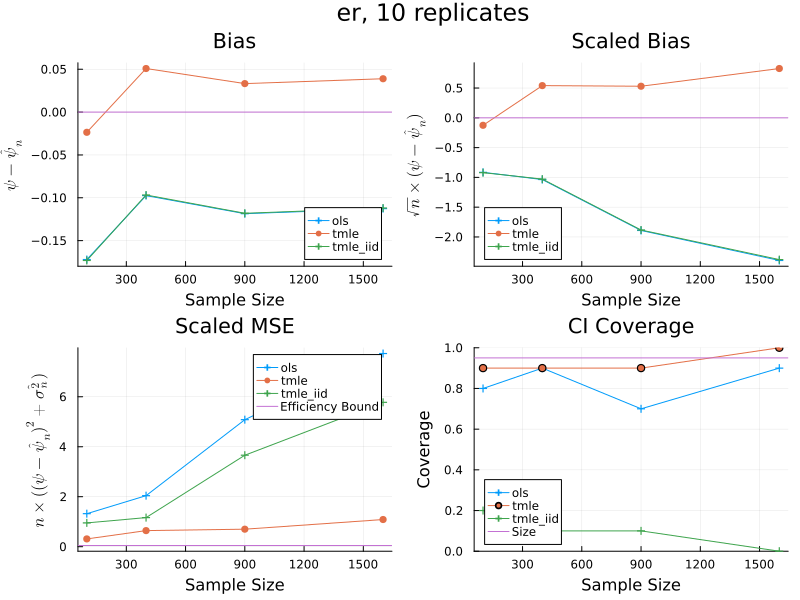 er, 10 replicates
Bias
0.05
0.00
−0.05
−0.10
−0.15
ψ − ψ̂ₙ
300 600 900 1200 1500
Sample Size
ols
tmle
tmle_iid
Scaled Bias
0.5
0.0
−0.5
−1.0
−1.5
−2.0
√n × (ψ − ψ̂ₙ)
300 600 900 1200 1500
Sample Size
ols
tmle
tmle_iid
Scaled MSE
6
4
2
0
n × ((ψ − ψ̂ₙ)² + σₙ²)
300 600 900 1200 1500
Sample Size
ols
tmle
tmle_iid
Efficiency Bound
CI Coverage
1.0
0.8
0.6
0.4
0.2
0.0
Coverage
300 600 900 1200 1500
Sample Size
ols
tmle
tmle_iid
Size